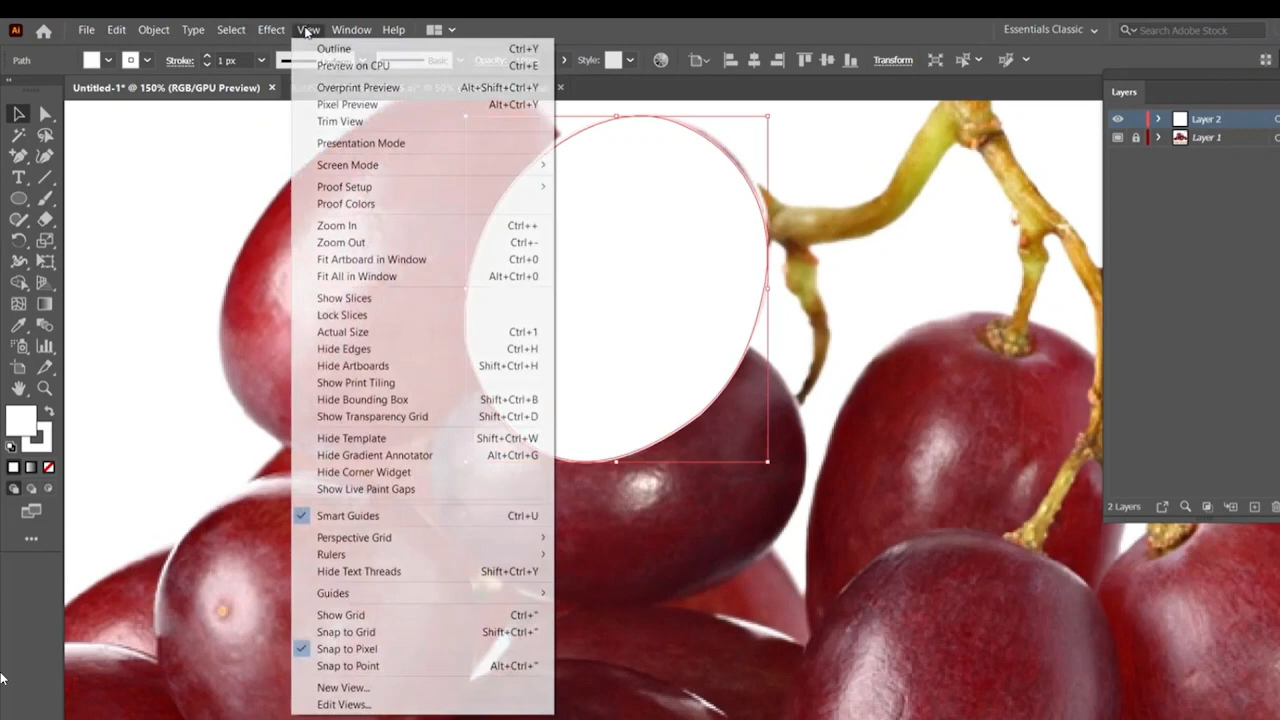 Ai File Edit Object Type Select Effect View Window Help Essentials Classic Search Adobe Stock
Path Stroke: 1 px Uniform Basic Opacity: Style: Transform
Untitled-1* @ 150% (RGB/GPU Preview) ×
Layers
Layer 2
Layer 1
2 Layers
Outline Ctrl+Y
Preview on CPU Ctrl+E
Overprint Preview Alt+Shift+Ctrl+Y
Pixel Preview Alt+Ctrl+Y
Trim View
Presentation Mode
Screen Mode
Proof Setup
Proof Colors
Zoom In Ctrl++
Zoom Out Ctrl+-
Fit Artboard in Window Ctrl+0
Fit All in Window Alt+Ctrl+0
Show Slices
Lock Slices
Actual Size Ctrl+1
Hide Edges Ctrl+H
Hide Artboards Shift+Ctrl+H
Show Print Tiling
Hide Bounding Box Shift+Ctrl+B
Show Transparency Grid Shift+Ctrl+D
Hide Template Shift+Ctrl+W
Hide Gradient Annotator Alt+Ctrl+G
Hide Corner Widget
Show Live Paint Gaps
Smart Guides Ctrl+U
Perspective Grid
Rulers
Hide Text Threads Shift+Ctrl+Y
Guides
Show Grid Ctrl+"
Snap to Grid Shift+Ctrl+"
Snap to Pixel
Snap to Point Alt+Ctrl+"
New View...
Edit Views...